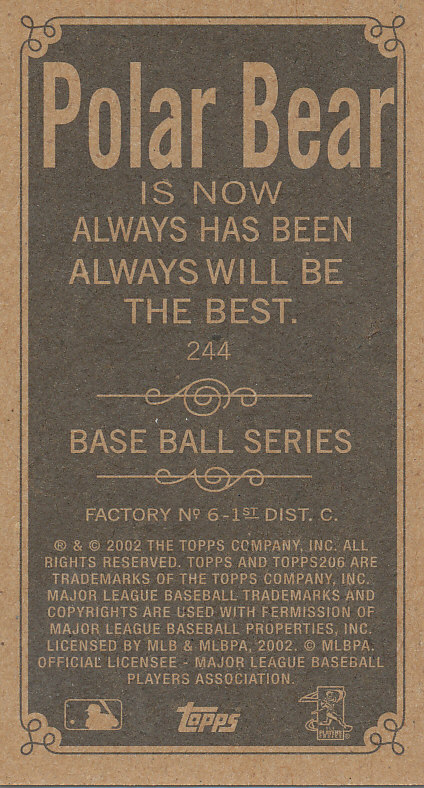 Polar Bear
IS NOW
ALWAYS HAS BEEN
ALWAYS WILL BE
THE BEST.
244
BASE BALL SERIES
FACTORY Nº 6-1ST DIST. C.
® & © 2002 THE TOPPS COMPANY, INC. ALL
RIGHTS RESERVED. TOPPS AND TOPPS206 ARE
TRADEMARKS OF THE TOPPS COMPANY, INC.
MAJOR LEAGUE BASEBALL TRADEMARKS AND
COPYRIGHTS ARE USED WITH PERMISSION OF
MAJOR LEAGUE BASEBALL PROPERTIES, INC.
LICENSED BY MLB & MLBPA, 2002. © MLBPA.
OFFICIAL LICENSEE - MAJOR LEAGUE BASEBALL
PLAYERS ASSOCIATION.
topps